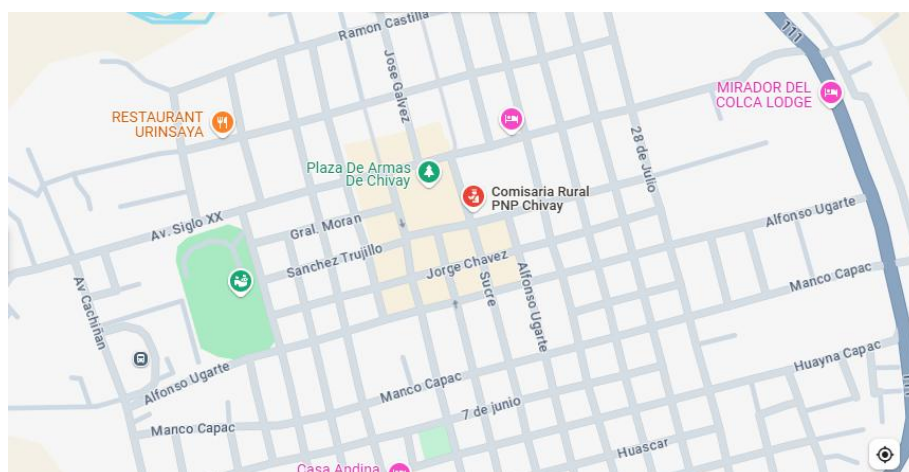 Ramon Castilla
111
Jose Galvez
MIRADOR DEL
COLCA LODGE
RESTAURANT
URINSAYA
28 de Julio
Plaza De Armas
De Chivay
Comisaria Rural
PNP Chivay
Av. Siglo XX
Gral. Moran
Alfonso Ugarte
Sanchez Trujillo
Jorge Chavez
Sucre
Alfonso Ugarte
Manco Capac
Av Cachiñan
Alfonso Ugarte
Manco Capac
Huayna Capac
7 de junio
Manco Capac
Huascar
Casa Andina